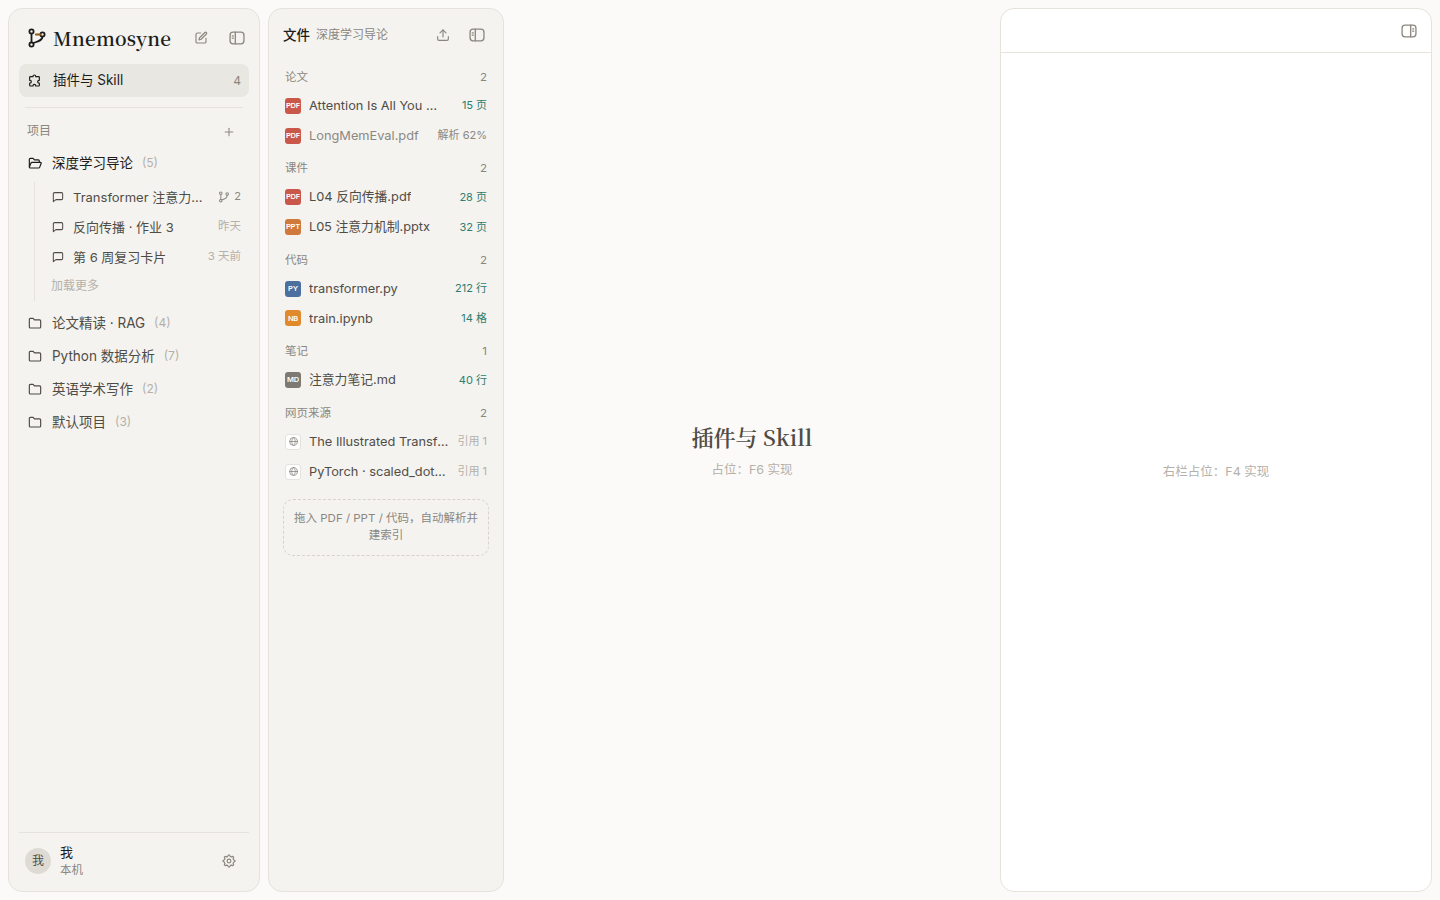 Mnemosyne
插件与 Skill 4
项目
深度学习导论 (5)
Transformer 注意力... 2
反向传播 · 作业 3 昨天
第 6 周复习卡片 3 天前
加载更多
论文精读 · RAG (4)
Python 数据分析 (7)
英语学术写作 (2)
默认项目 (3)
我 我
本机
文件 深度学习导论
论文 2
PDF Attention Is All You ... 15 页
PDF LongMemEval.pdf 解析 62%
课件 2
PDF L04 反向传播.pdf 28 页
PPT L05 注意力机制.pptx 32 页
代码 2
PY transformer.py 212 行
NB train.ipynb 14 格
笔记 1
MD 注意力笔记.md 40 行
网页来源 2
The Illustrated Transf... 引用 1
PyTorch · scaled_dot... 引用 1
拖入 PDF / PPT / 代码，自动解析并
建索引
插件与 Skill
占位：F6 实现
右栏占位：F4 实现